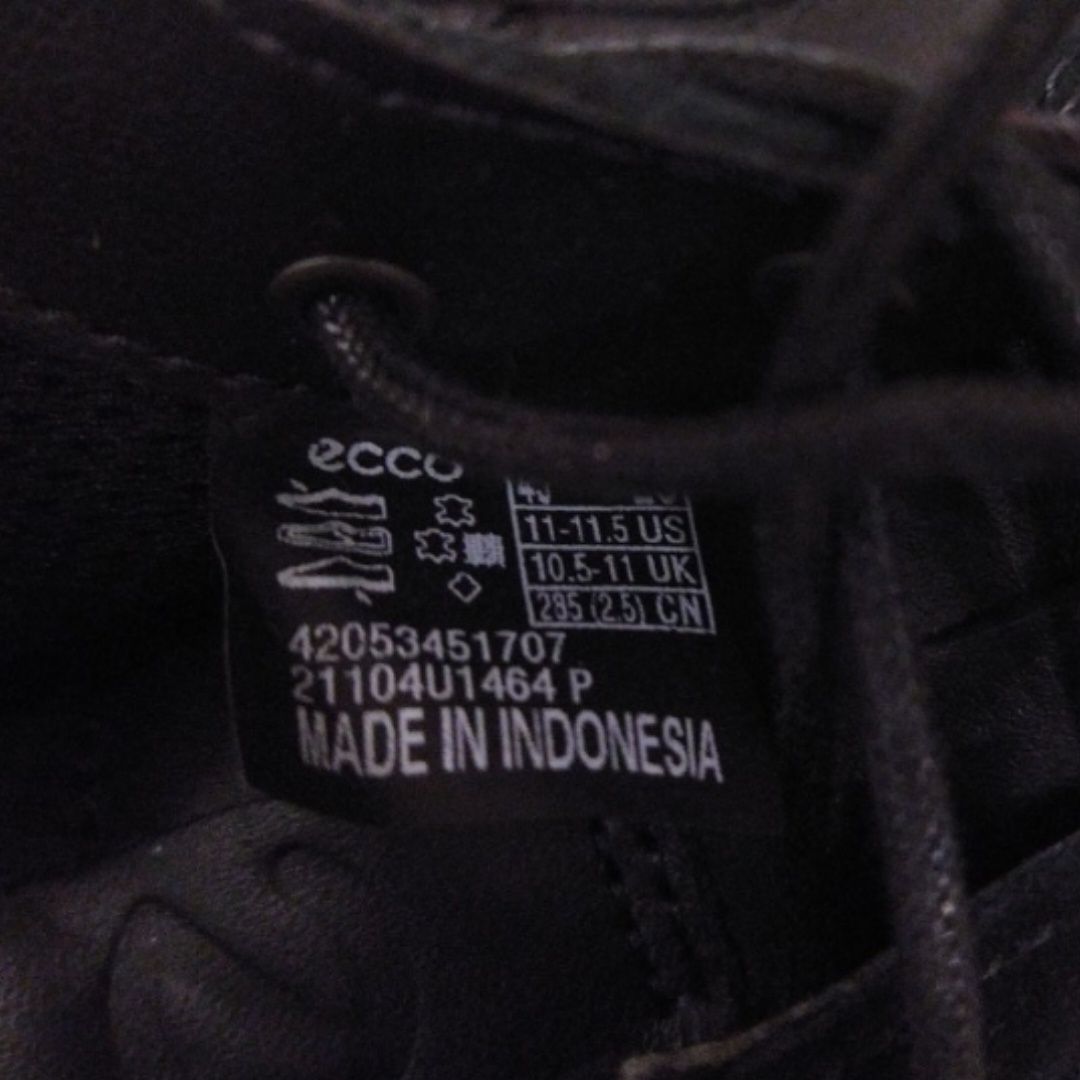 ecco
11-11.5 US
10.5-11 UK
295 (2.5) CN
42053451707
21104U1464 P
MADE IN INDONESIA